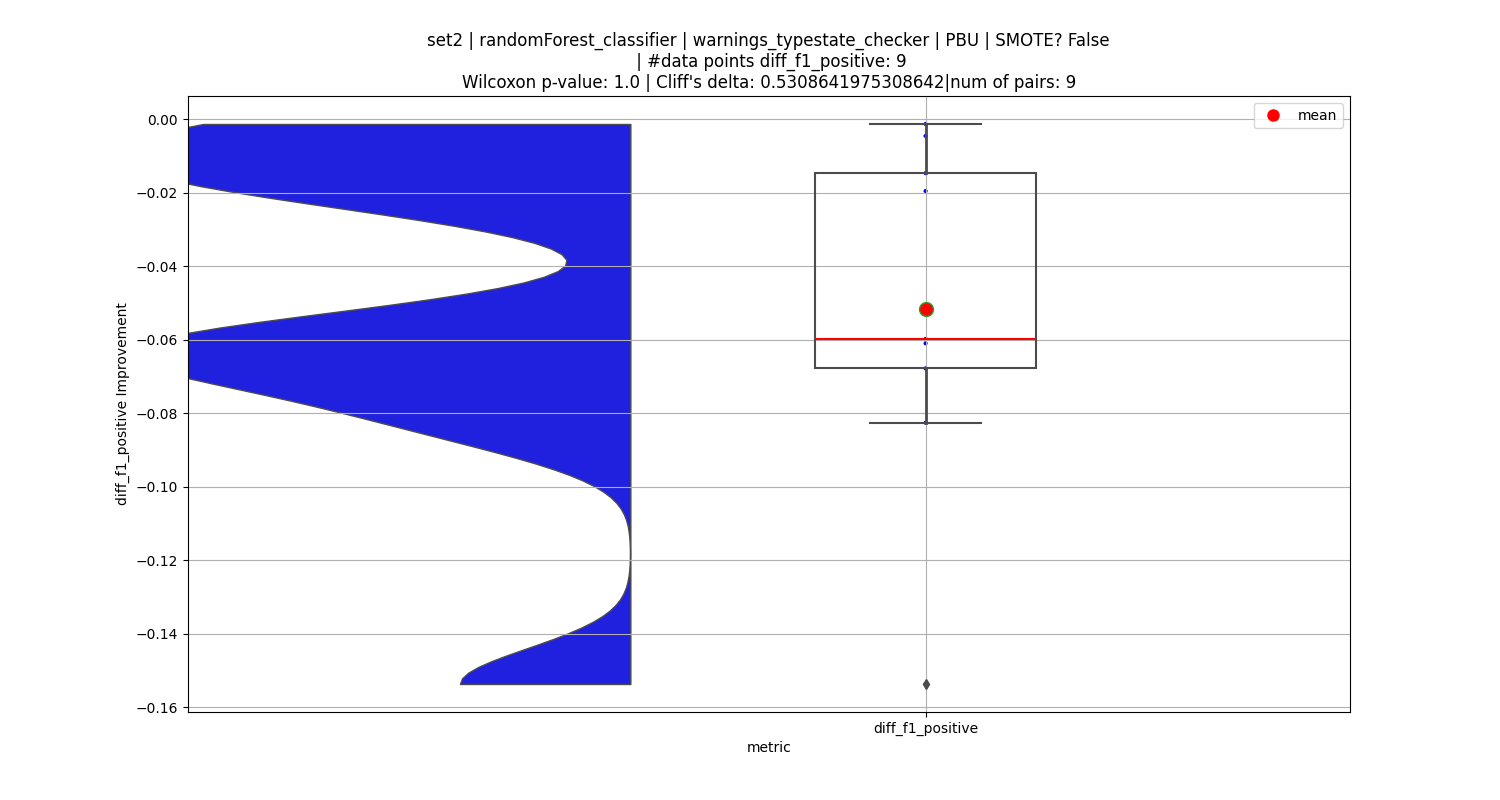 set2 | randomForest_classifier | warnings_typestate_checker | PBU | SMOTE? False
| #data points diff_f1_positive: 9
Wilcoxon p-value: 1.0 | Cliff's delta: 0.5308641975308642|num of pairs: 9
mean
0.00
−0.02
−0.04
−0.06
−0.08
−0.10
−0.12
−0.14
−0.16
diff_f1_positive Improvement
diff_f1_positive
metric